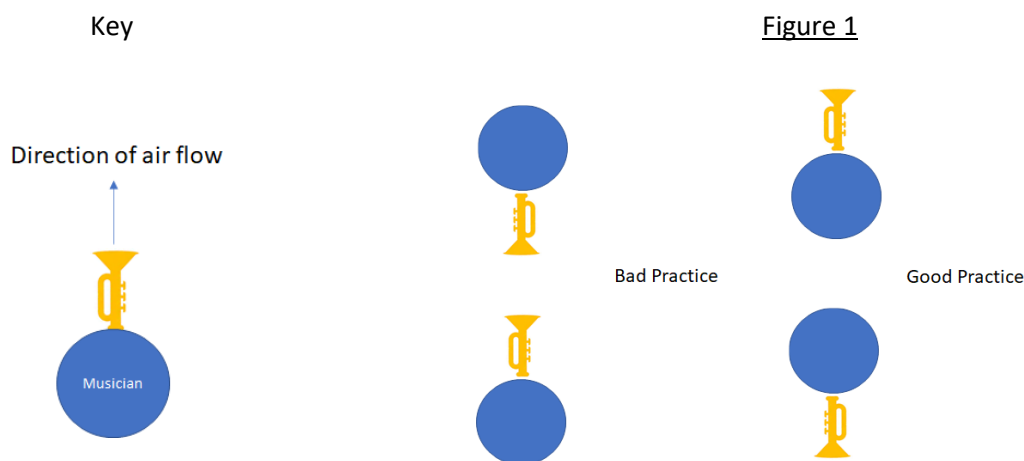 Key
Figure 1
Direction of air flow
Musician
Bad Practice
Good Practice